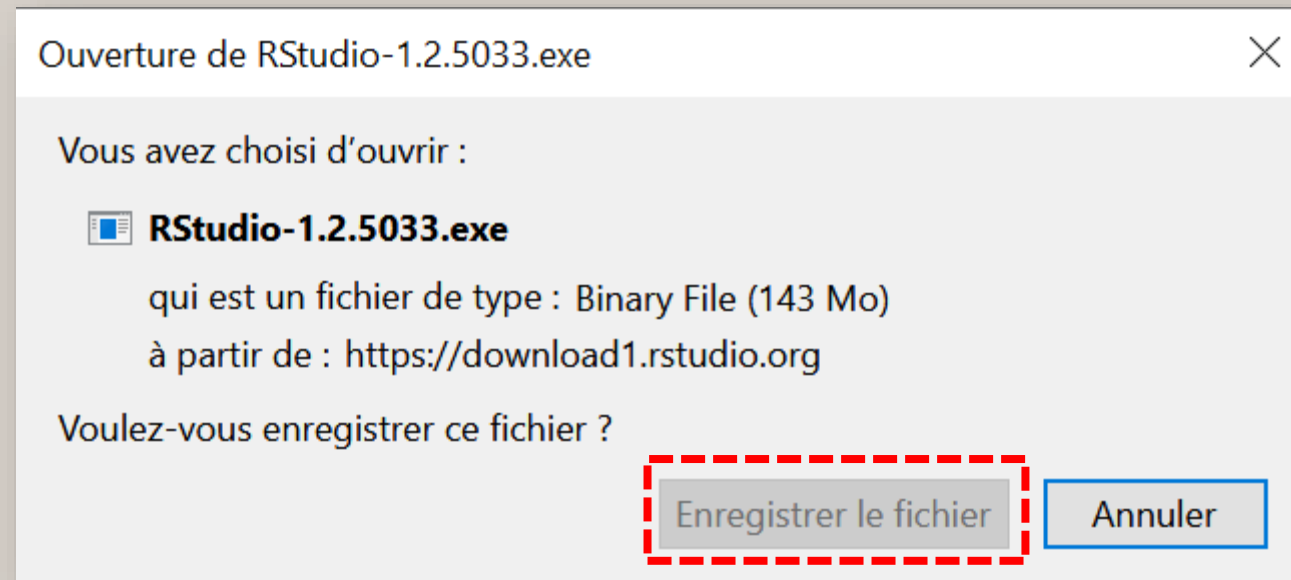 Ouverture de RStudio-1.2.5033.exe
Vous avez choisi d'ouvrir :
RStudio-1.2.5033.exe
qui est un fichier de type : Binary File (143 Mo)
à partir de : https://download1.rstudio.org
Voulez-vous enregistrer ce fichier ?
Enregistrer le fichier Annuler